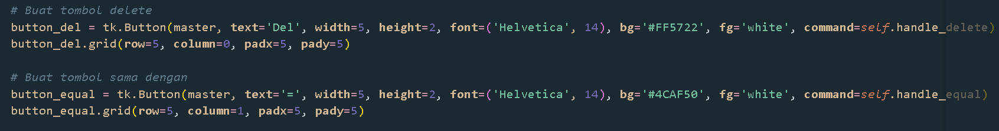 # Buat tombol delete
button_del = tk.Button(master, text='Del', width=5, height=2, font=('Helvetica', 14), bg='#FF5722', fg='white', command=self.handle_delete)
button_del.grid(row=5, column=0, padx=5, pady=5)
# Buat tombol sama dengan
button_equal = tk.Button(master, text='=', width=5, height=2, font=('Helvetica', 14), bg='#4CAF50', fg='white', command=self.handle_equal)
button_equal.grid(row=5, column=1, padx=5, pady=5)